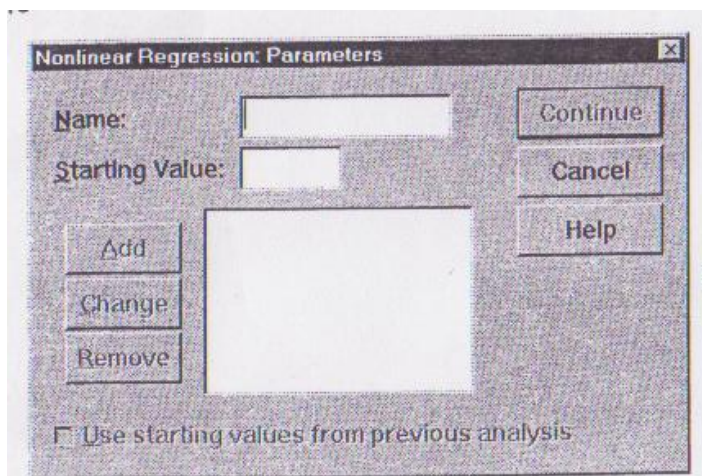 Nonlinear Regression: Parameters
Name:
Continue
Starting Value:
Cancel
Help
Add
Change
Remove
Use starting values from previous analysis